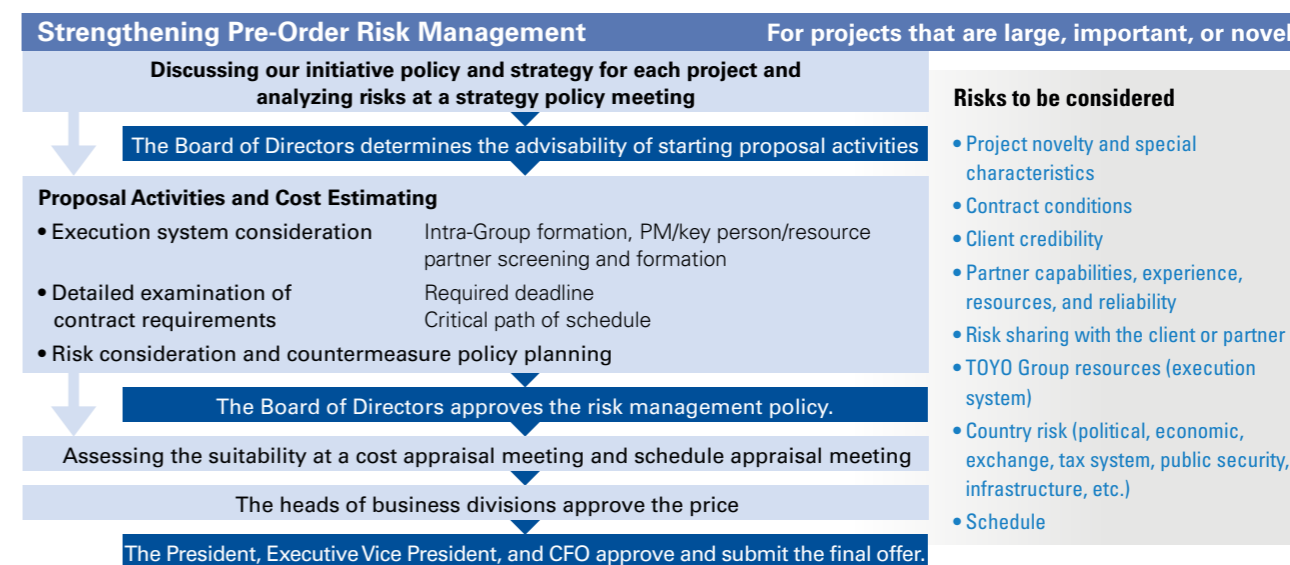 Strengthening Pre-Order Risk Management
For projects that are large, important, or novel
Discussing our initiative policy and strategy for each project and
analyzing risks at a strategy policy meeting
The Board of Directors determines the advisability of starting proposal activities
Proposal Activities and Cost Estimating
• Execution system consideration
Intra-Group formation, PM/key person/resource
partner screening and formation
• Detailed examination of
contract requirements
Required deadline
Critical path of schedule
• Risk consideration and countermeasure policy planning
The Board of Directors approves the risk management policy.
Assessing the suitability at a cost appraisal meeting and schedule appraisal meeting
The heads of business divisions approve the price
The President, Executive Vice President, and CFO approve and submit the final offer.
Risks to be considered
• Project novelty and special
characteristics
• Contract conditions
• Client credibility
• Partner capabilities, experience,
resources, and reliability
• Risk sharing with the client or partner
• TOYO Group resources (execution
system)
• Country risk (political, economic,
exchange, tax system, public security,
infrastructure, etc.)
• Schedule